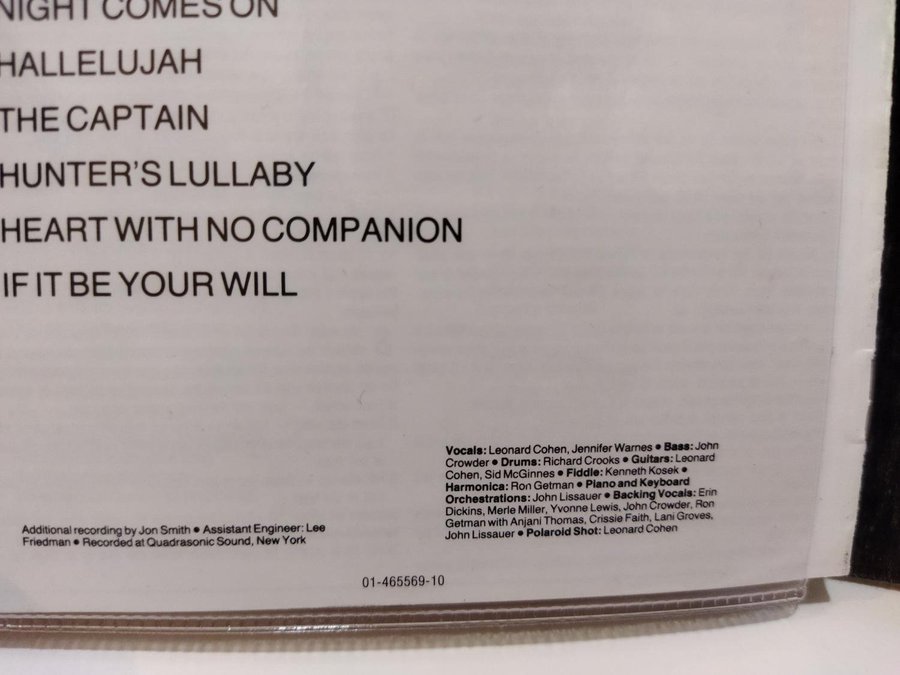 NIGHT COMES ON
HALLELUJAH
THE CAPTAIN
HUNTER'S LULLABY
HEART WITH NO COMPANION
IF IT BE YOUR WILL
Additional recording by Jon Smith • Assistant Engineer: Lee
Friedman • Recorded at Quadrasonic Sound, New York
Vocals: Leonard Cohen, Jennifer Warnes • Bass: John
Crowder • Drums: Richard Crooks • Guitars: Leonard
Cohen, Sid McGinnes • Fiddle: Kenneth Kosek •
Harmonica: Ron Getman • Piano and Keyboard
Orchestrations: John Lissauer • Backing Vocals: Erin
Dickins, Merle Miller, Yvonne Lewis, John Crowder, Ron
Getman with Anjani Thomas, Crissie Faith, Lani Groves,
John Lissauer • Polaroid Shot: Leonard Cohen
01-465569-10